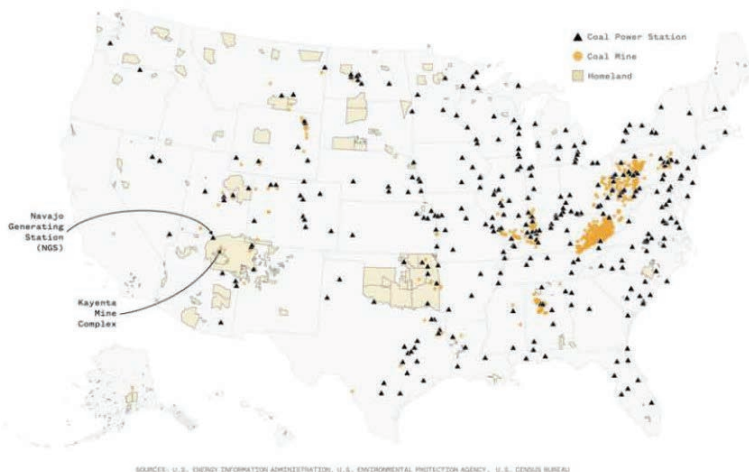 Coal Power Station
Coal Mine
Homeland
Navajo
Generating
Station
(NGS)
Kayenta
Mine
Complex
SOURCES: U.S. ENERGY INFORMATION ADMINISTRATION, U.S. ENVIRONMENTAL PROTECTION AGENCY, U.S. CENSUS BUREAU